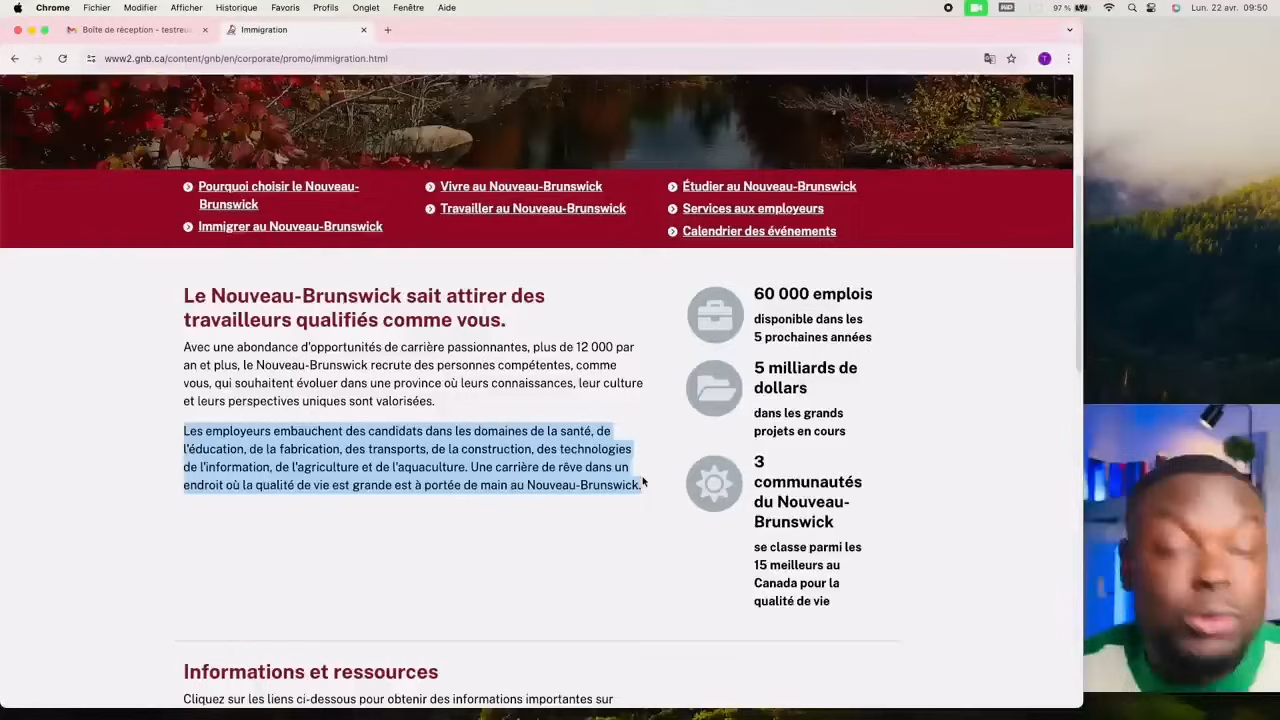 Chrome Fichier Modifier Afficher Historique Favoris Profils Onglet Fenêtre Aide 97 % Lun. 22 avr. 09:50
Boîte de réception - testreus Immigration
www2.gnb.ca/content/gnb/en/corporate/promo/immigration.html T
Pourquoi choisir le Nouveau-
Brunswick
Immigrer au Nouveau-Brunswick
Vivre au Nouveau-Brunswick
Travailler au Nouveau-Brunswick
Étudier au Nouveau-Brunswick
Services aux employeurs
Calendrier des événements
Le Nouveau-Brunswick sait attirer des
travailleurs qualifiés comme vous.
Avec une abondance d'opportunités de carrière passionnantes, plus de 12 000 par
an et plus, le Nouveau-Brunswick recrute des personnes compétentes, comme
vous, qui souhaitent évoluer dans une province où leurs connaissances, leur culture
et leurs perspectives uniques sont valorisées.
Les employeurs embauchent des candidats dans les domaines de la santé, de
l'éducation, de la fabrication, des transports, de la construction, des technologies
de l'information, de l'agriculture et de l'aquaculture. Une carrière de rêve dans un
endroit où la qualité de vie est grande est à portée de main au Nouveau-Brunswick.
60 000 emplois
disponible dans les
5 prochaines années
5 milliards de
dollars
dans les grands
projets en cours
3
communautés
du Nouveau-
Brunswick
se classe parmi les
15 meilleurs au
Canada pour la
qualité de vie
Informations et ressources
Cliquez sur les liens ci-dessous pour obtenir des informations importantes sur